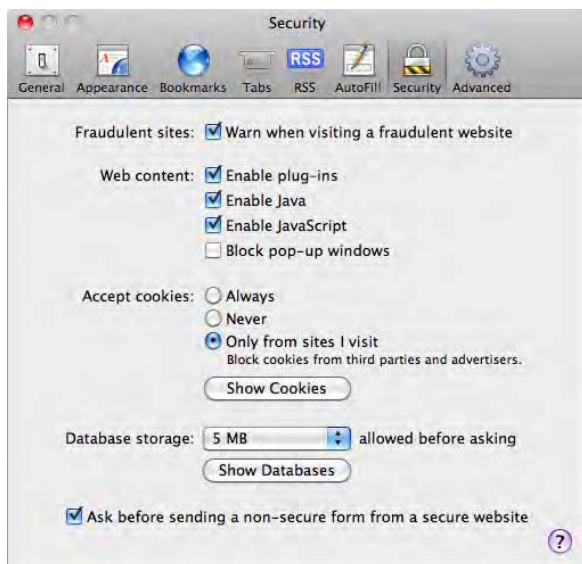 Security
RSS
General Appearance Bookmarks Tabs RSS AutoFill Security Advanced
Fraudulent sites: Warn when visiting a fraudulent website
Web content: Enable plug-ins
Enable Java
Enable JavaScript
Block pop-up windows
Accept cookies: Always
Never
Only from sites I visit
Block cookies from third parties and advertisers.
Show Cookies
Database storage: 5 MB allowed before asking
Show Databases
Ask before sending a non-secure form from a secure website
?